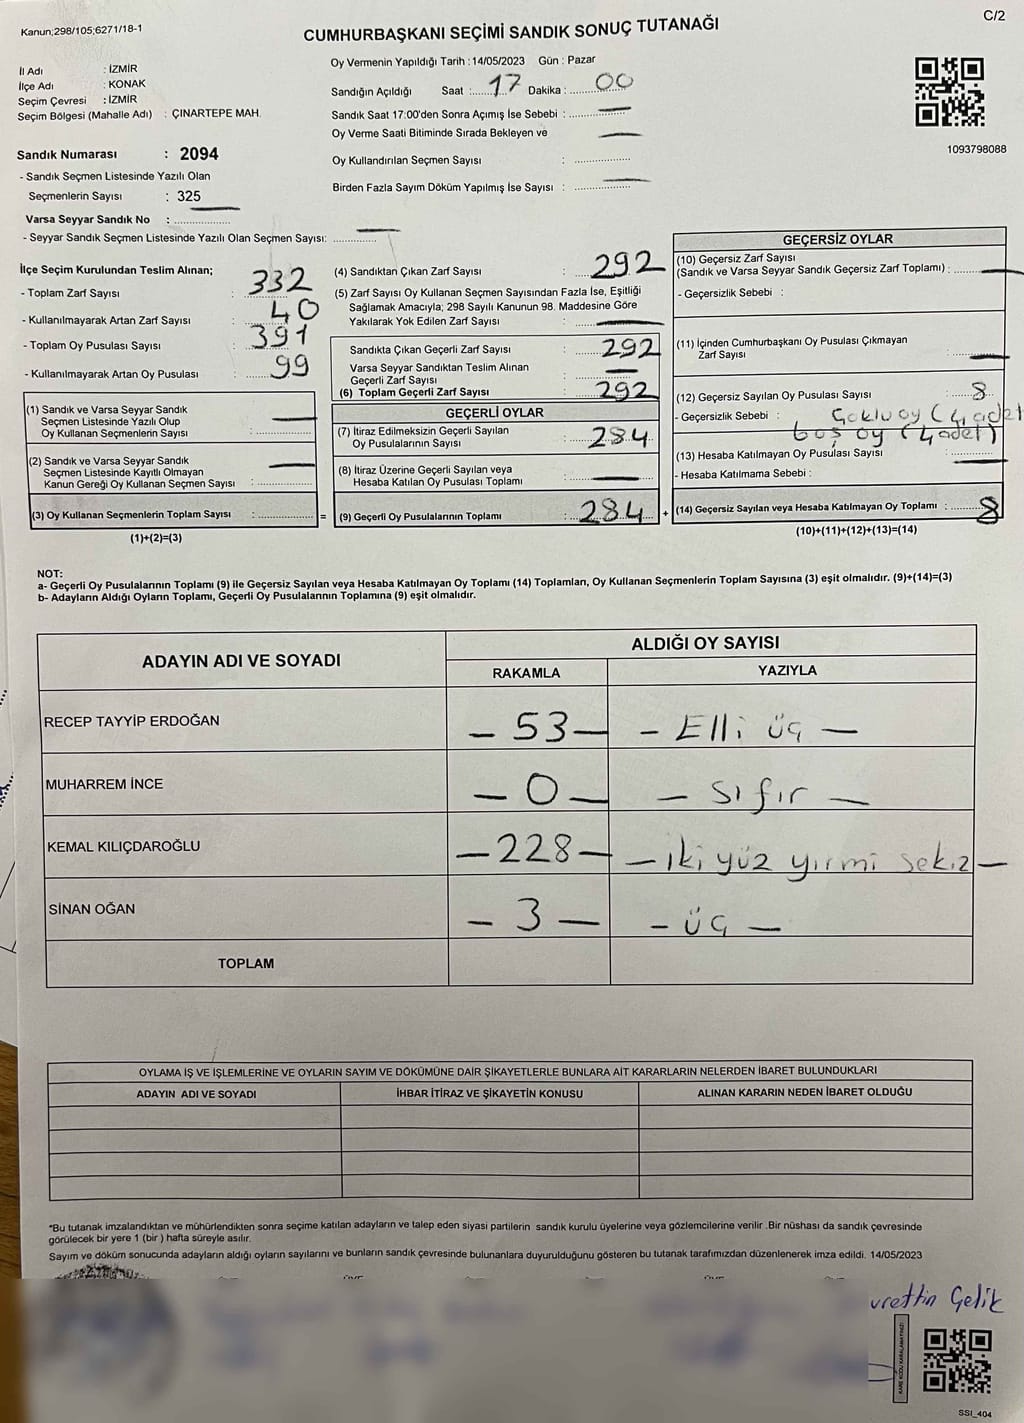 Kanun;298/105;6271/18-1
C/2
CUMHURBAŞKANI SEÇİMİ SANDIK SONUÇ TUTANAĞI
İl Adı : İZMİR
İlçe Adı : KONAK
Seçim Çevresi : İZMİR
Seçim Bölgesi (Mahalle Adı) : ÇINARTEPE MAH.
Sandık Numarası : 2094
- Sandık Seçmen Listesinde Yazılı Olan
Seçmenlerin Sayısı : 325
Varsa Seyyar Sandık No : —
- Seyyar Sandık Seçmen Listesinde Yazılı Olan Seçmen Sayısı: —
Oy Vermenin Yapıldığı Tarih : 14/05/2023 Gün : Pazar
Sandığın Açıldığı Saat : 17 Dakika : 00
Sandık Saat 17:00'den Sonra Açımış İse Sebebi : —
Oy Verme Saati Bitiminde Sırada Bekleyen ve —
Oy Kullandırılan Seçmen Sayısı :
Birden Fazla Sayım Döküm Yapılmış İse Sayısı : —
1093798088
İlçe Seçim Kurulundan Teslim Alınan;
- Toplam Zarf Sayısı : 332
- Kullanılmayarak Artan Zarf Sayısı : 40
- Toplam Oy Pusulası Sayısı : 391
- Kullanılmayarak Artan Oy Pusulası : 99
(1) Sandık ve Varsa Seyyar Sandık
Seçmen Listesinde Yazılı Olup
Oy Kullanan Seçmenlerin Sayısı : —
(2) Sandık ve Varsa Seyyar Sandık
Seçmen Listesinde Kayıtlı Olmayan
Kanun Gereği Oy Kullanan Seçmen Sayısı : —
(3) Oy Kullanan Seçmenlerin Toplam Sayısı : =
(1)+(2)=(3)
(4) Sandıktan Çıkan Zarf Sayısı : 292
(5) Zarf Sayısı Oy Kullanan Seçmen Sayısından Fazla İse, Eşitliği
Sağlamak Amacıyla; 298 Sayılı Kanunun 98. Maddesine Göre
Yakılarak Yok Edilen Zarf Sayısı : —
Sandıkta Çıkan Geçerli Zarf Sayısı : 292
Varsa Seyyar Sandıktan Teslim Alınan
Geçerli Zarf Sayısı : —
(6) Toplam Geçerli Zarf Sayısı : 292
GEÇERLİ OYLAR
(7) İtiraz Edilmeksizin Geçerli Sayılan
Oy Pusulalarının Sayısı : 284
(8) İtiraz Üzerine Geçerli Sayılan veya
Hesaba Katılan Oy Pusulası Toplamı : —
(9) Geçerli Oy Pusulalarının Toplamı : 284 +
GEÇERSİZ OYLAR
(10) Geçersiz Zarf Sayısı
(Sandık ve Varsa Seyyar Sandık Geçersiz Zarf Toplamı) : —
- Geçersizlik Sebebi :
(11) İçinden Cumhurbaşkanı Oy Pusulası Çıkmayan
Zarf Sayısı —
(12) Geçersiz Sayılan Oy Pusulası Sayısı : 8
- Geçersizlik Sebebi : Çoklu oy (4 adet
boş oy (4 adet)
(13) Hesaba Katılmayan Oy Pusulası Sayısı : —
- Hesaba Katılmama Sebebi :
(14) Geçersiz Sayılan veya Hesaba Katılmayan Oy Toplamı : 8
(10)+(11)+(12)+(13)=(14)
NOT:
a- Geçerli Oy Pusulalarının Toplamı (9) ile Geçersiz Sayılan veya Hesaba Katılmayan Oy Toplamı (14) Toplamları, Oy Kullanan Seçmenlerin Toplam Sayısına (3) eşit olmalıdır. (9)+(14)=(3)
b- Adayların Aldığı Oyların Toplamı, Geçerli Oy Pusulalarının Toplamına (9) eşit olmalıdır.
ADAYIN ADI VE SOYADI
ALDIĞI OY SAYISI
RAKAMLA YAZIYLA
RECEP TAYYİP ERDOĞAN — 53 — — Elli üç —
MUHARREM İNCE — 0 — — sıfır —
KEMAL KILIÇDAROĞLU — 228 — — iki yüz yirmi sekiz —
SİNAN OĞAN — 3 — — üç —
TOPLAM
OYLAMA İŞ VE İŞLEMLERİNE VE OYLARIN SAYIM VE DÖKÜMÜNE DAİR ŞİKAYETLERLE BUNLARA AİT KARARLARIN NELERDEN İBARET BULUNDUKLARI
ADAYIN ADI VE SOYADI İHBAR İTİRAZ VE ŞİKAYETİN KONUSU ALINAN KARARIN NEDEN İBARET OLDUĞU
*Bu tutanak imzalandıktan ve mühürlendikten sonra seçime katılan adayların ve talep eden siyasi partilerin sandık kurulu üyelerine veya gözlemcilerine verilir .Bir nüshası da sandık çevresinde
görülecek bir yere 1 (bir ) hafta süreyle asılır.
Sayım ve döküm sonucunda adayların aldığı oyların sayılarını ve bunların sandık çevresinde bulunanlara duyurulduğunu gösteren bu tutanak tarafımızdan düzenlenerek imza edildi. 14/05/2023
urettin Çelik
KARE KODU KARALAMAYINIZ!
SSI_404